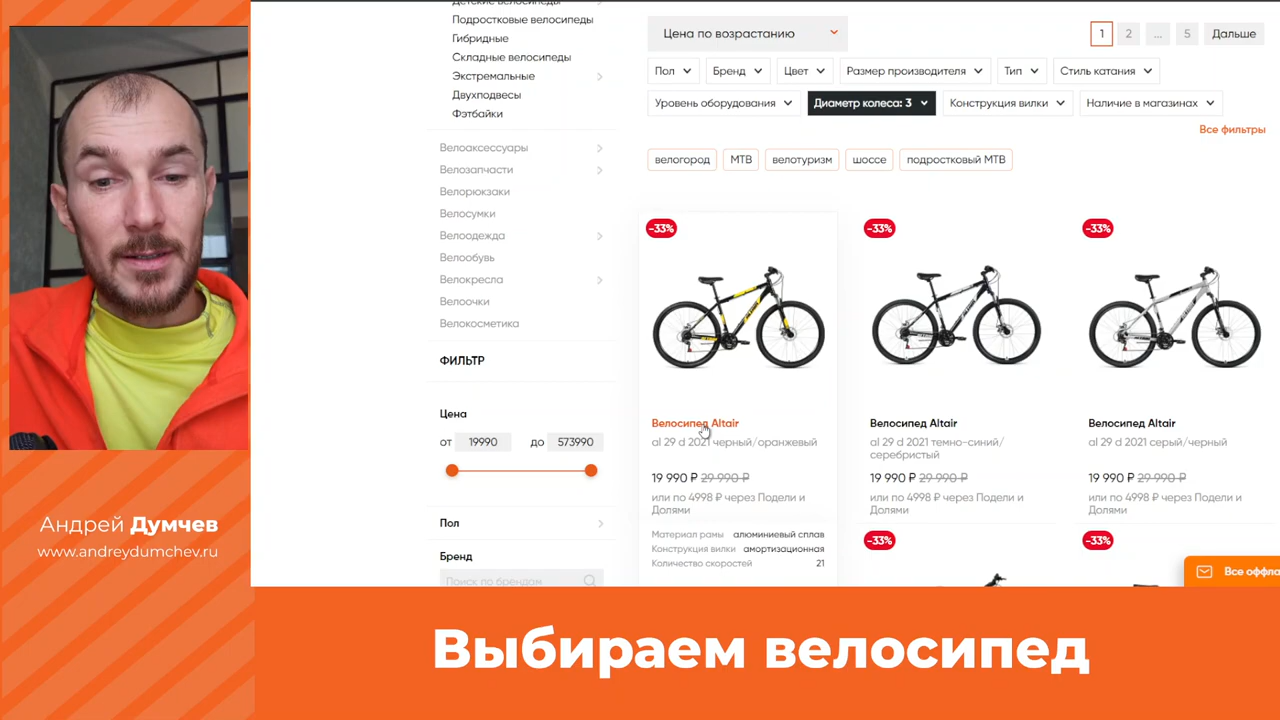 Детские велосипеды
Подростковые велосипеды
Гибридные
Складные велосипеды
Экстремальные
Двухподвесы
Фэтбайки
Велоаксессуары
Велозапчасти
Велорюкзаки
Велосумки
Велоодежда
Велообувь
Велокресла
Велоочки
Велокосметика
ФИЛЬТР
Цена
от 19990 до 573990
Пол
Бренд
Поиск по брендам
Цена по возрастанию
1 2 ... 5 Дальше
Пол Бренд Цвет Размер производителя Тип Стиль катания
Уровень оборудования Диаметр колеса: 3 Конструкция вилки Наличие в магазинах
Все фильтры
велогород MTB велотуризм шоссе подростковый MTB
-33%
Велосипед Altair
al 29 d 2021 черный/оранжевый
19 990 ₽ 29 990 ₽
или по 4998 ₽ через Подели и
Долями
Материал рамы алюминиевый сплав
Конструкция вилки амортизационная
Количество скоростей 21
-33%
Велосипед Altair
al 29 d 2021 темно-синий/
серебристый
19 990 ₽ 29 990 ₽
или по 4998 ₽ через Подели и
Долями
-33%
-33%
Велосипед Altair
al 29 d 2021 серый/черный
19 990 ₽ 29 990 ₽
или по 4998 ₽ через Подели и
Долями
-33%
Все оффла
Андрей Думчев
www.andreydumchev.ru
Выбираем велосипед